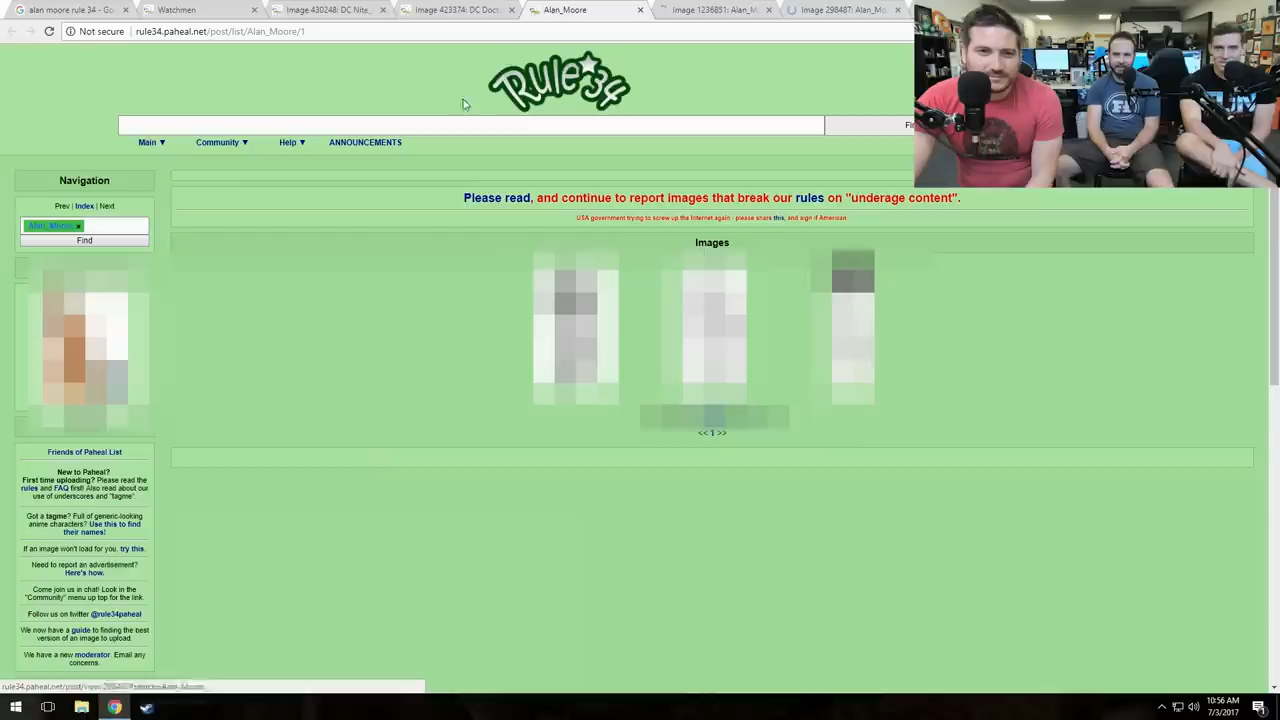 alan moore rule 34 - Go
Watchmen
Image 430248: DC Nite_
Image 423374: DC Doct
Alan_Moore
Image 1236851: Alan_M
Image 298487: Alan_Mo
Not secure | rule34.paheal.net/post/list/Alan_Moore/1
Rule34
Main ▼ Community ▼ Help ▼ ANNOUNCEMENTS
Navigation
Prev | Index | Next
Alan_Moore ×
Find
Please read, and continue to report images that break our rules on "underage content".
USA government trying to screw up the Internet again - please share this, and sign if American
Images
<< 1 >>
Friends of Paheal List
New to Paheal?
First time uploading? Please read the
rules and FAQ first! Also read about our
use of underscores and "tagme".
Got a tagme? Full of generic-looking
anime characters? Use this to find
their names!
If an image won't load for you, try this.
Need to report an advertisement?
Here's how.
Come join us in chat! Look in the
"Community" menu up top for the link.
Follow us on twitter @rule34paheal
We now have a guide to finding the best
version of an image to upload
We have a new moderator. Email any
concerns.
10:56 AM
7/3/2017